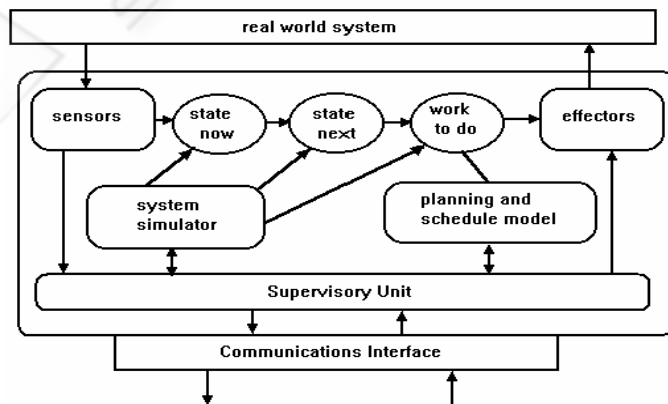 real world system
sensors
state
now
state
next
work
to do
effectors
system
simulator
planning and
schedule model
Supervisory Unit
Communications Interface